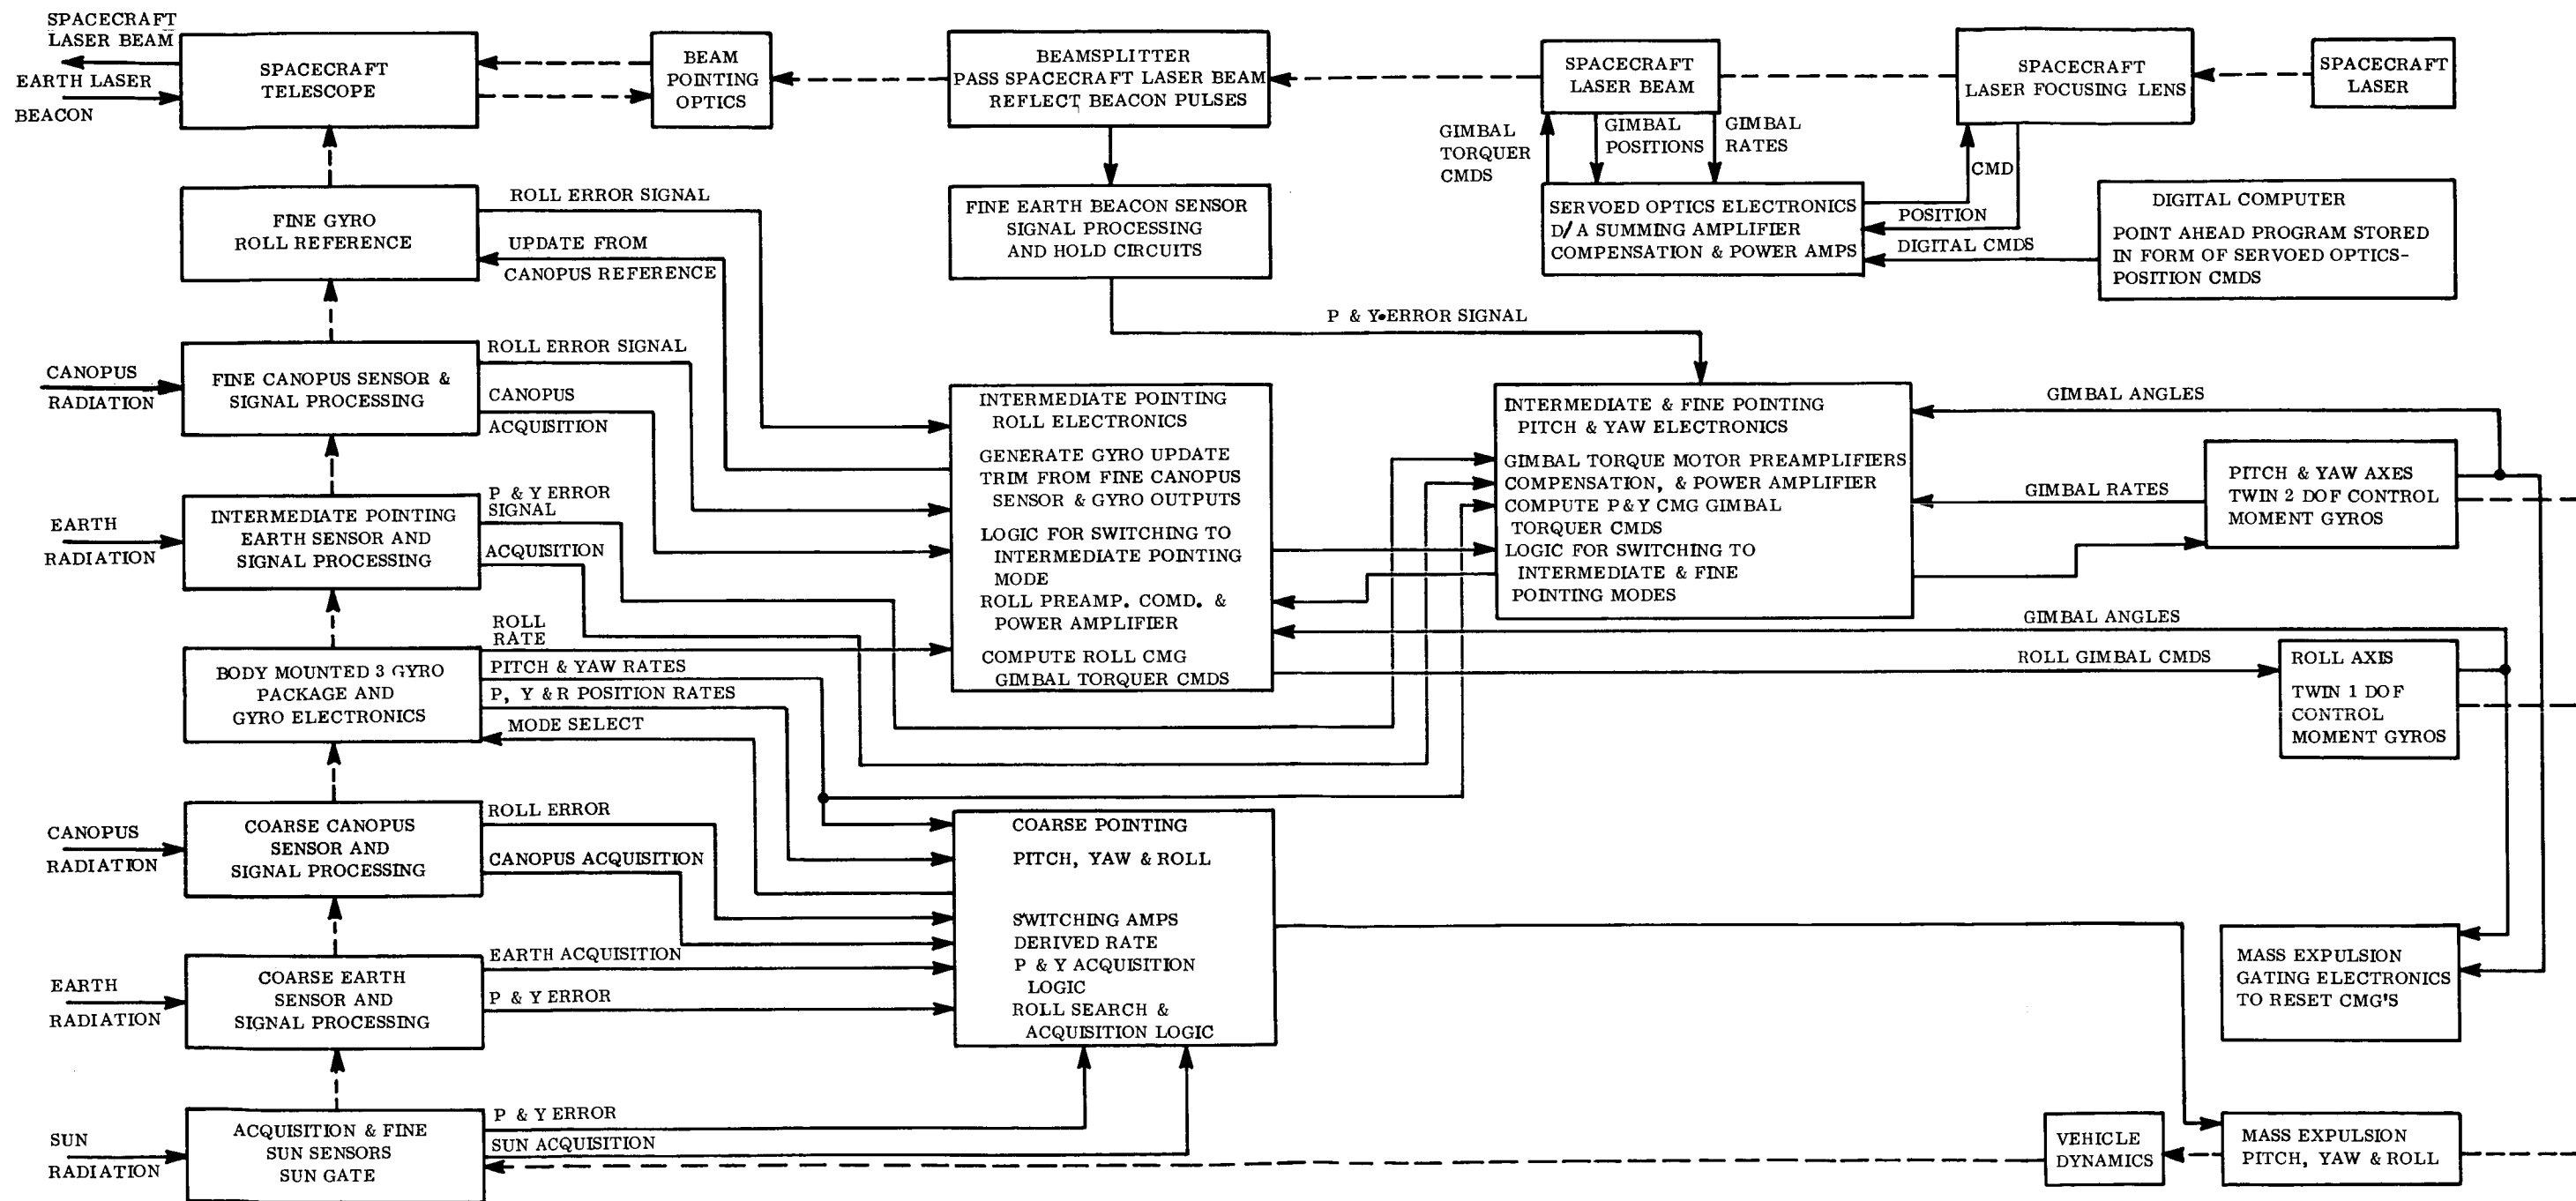 SPACECRAFT
LASER BEAM
EARTH LASER
BEACON
SPACECRAFT
TELESCOPE
BEAM
POINTING
OPTICS
BEAMSPLITTER
PASS SPACECRAFT LASER BEAM
REFLECT BEACON PULSES
SPACECRAFT
LASER BEAM
SPACECRAFT
LASER FOCUSING LENS
SPACECRAFT
LASER
GIMBAL
TORQUER
CMDS
GIMBAL
POSITIONS
GIMBAL
RATES
CMD
POSITION
DIGITAL CMDS
FINE GYRO
ROLL REFERENCE
ROLL ERROR SIGNAL
UPDATE FROM
CANOPUS REFERENCE
FINE EARTH BEACON SENSOR
SIGNAL PROCESSING
AND HOLD CIRCUITS
SERVOED OPTICS ELECTRONICS
D/A SUMMING AMPLIFIER
COMPENSATION & POWER AMPS
DIGITAL COMPUTER
POINT AHEAD PROGRAM STORED
IN FORM OF SERVOED OPTICS-
POSITION CMDS
P & Y ERROR SIGNAL
CANOPUS
RADIATION
FINE CANOPUS SENSOR &
SIGNAL PROCESSING
ROLL ERROR SIGNAL
CANOPUS
ACQUISITION
INTERMEDIATE POINTING
ROLL ELECTRONICS
GENERATE GYRO UPDATE
TRIM FROM FINE CANOPUS
SENSOR & GYRO OUTPUTS
LOGIC FOR SWITCHING TO
INTERMEDIATE POINTING
MODE
ROLL PREAMP. COMD. &
POWER AMPLIFIER
COMPUTE ROLL CMG
GIMBAL TORQUER CMDS
INTERMEDIATE & FINE POINTING
PITCH & YAW ELECTRONICS
GIMBAL TORQUE MOTOR PREAMPLIFIERS
COMPENSATION, & POWER AMPLIFIER
COMPUTE P&Y CMG GIMBAL
TORQUER CMDS
LOGIC FOR SWITCHING TO
INTERMEDIATE & FINE
POINTING MODES
GIMBAL ANGLES
GIMBAL RATES
PITCH & YAW AXES
TWIN 2 DOF CONTROL
MOMENT GYROS
EARTH
RADIATION
INTERMEDIATE POINTING
EARTH SENSOR AND
SIGNAL PROCESSING
P & Y ERROR
SIGNAL
ACQUISITION
GIMBAL ANGLES
ROLL GIMBAL CMDS
ROLL AXIS
TWIN 1 DOF
CONTROL
MOMENT GYROS
BODY MOUNTED 3 GYRO
PACKAGE AND
GYRO ELECTRONICS
ROLL
RATE
PITCH & YAW RATES
P, Y & R POSITION RATES
MODE SELECT
CANOPUS
RADIATION
COARSE CANOPUS
SENSOR AND
SIGNAL PROCESSING
ROLL ERROR
CANOPUS ACQUISITION
COARSE POINTING
PITCH, YAW & ROLL
SWITCHING AMPS
DERIVED RATE
P & Y ACQUISITION
LOGIC
ROLL SEARCH &
ACQUISITION LOGIC
EARTH
RADIATION
COARSE EARTH
SENSOR AND
SIGNAL PROCESSING
EARTH ACQUISITION
P & Y ERROR
MASS EXPULSION
GATING ELECTRONICS
TO RESET CMG'S
SUN
RADIATION
ACQUISITION & FINE
SUN SENSORS
SUN GATE
P & Y ERROR
SUN ACQUISITION
VEHICLE
DYNAMICS
MASS EXPULSION
PITCH, YAW & ROLL